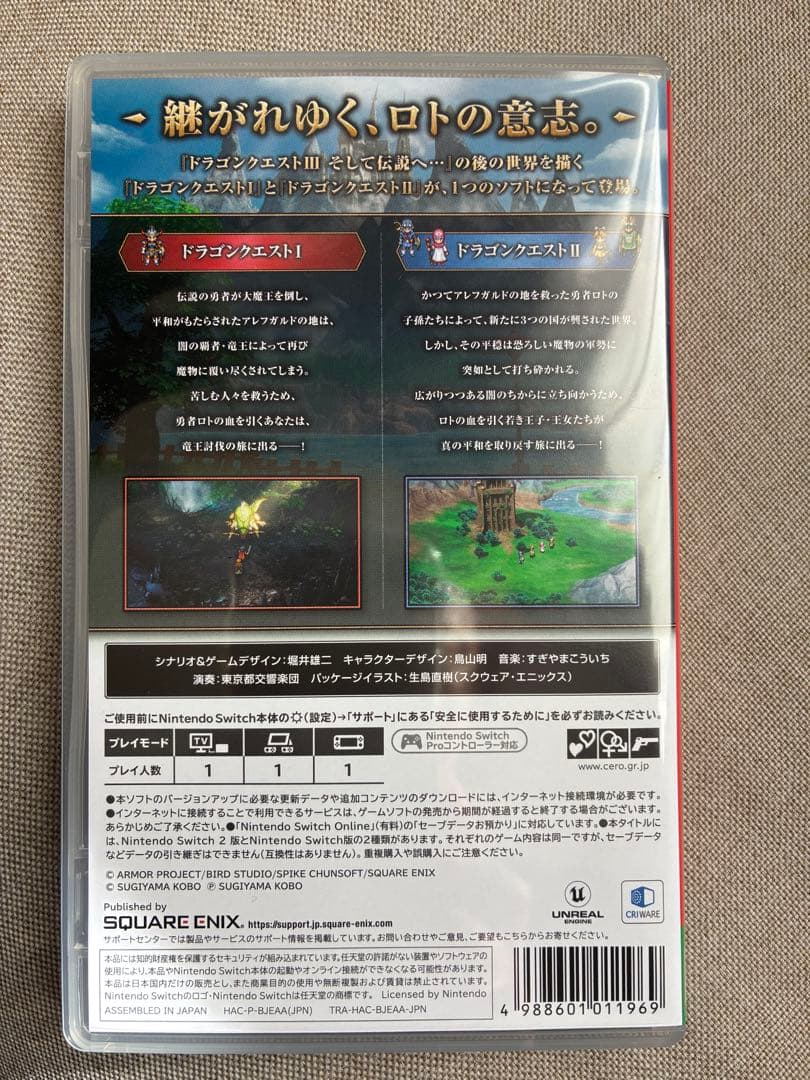 継がれゆく、ロトの意志。
『ドラゴンクエストIII そして伝説へ…』の後の世界を描く
『ドラゴンクエストI』と『ドラゴンクエストII』が、1つのソフトになって登場。
ドラゴンクエストI
伝説の勇者が大魔王を倒し、
平和がもたらされたアレフガルドの地は、
闇の覇者・竜王によって再び
魔物に覆い尽くされてしまう。
苦しむ人々を救うため、
勇者ロトの血を引くあなたは、
竜王討伐の旅に出る——！
ドラゴンクエストII
かつてアレフガルドの地を救った勇者ロトの
子孫たちによって、新たに3つの国が興された世界。
しかし、その平穏は恐ろしい魔物の軍勢に
突如として打ち砕かれる。
広がりつつある闇のちからに立ち向かうため、
ロトの血を引く若き王子・王女たちが
真の平和を取り戻す旅に出る——！
シナリオ&ゲームデザイン:堀井雄二 キャラクターデザイン:鳥山明 音楽:すぎやまこういち
演奏:東京都交響楽団 パッケージイラスト:生島直樹(スクウェア・エニックス)
ご使用前にNintendo Switch本体の(設定)→「サポート」にある「安全に使用するために」を必ずお読みください。
プレイモード TV
Nintendo Switch
Proコントローラー対応
プレイ人数 1 1 1
www.cero.gr.jp
●本ソフトのバージョンアップに必要な更新データや追加コンテンツのダウンロードには、インターネット接続環境が必要です。
●インターネットに接続することで利用できるサービスは、ゲームソフトの発売から期間が経過すると終了する場合がございます。
あらかじめご了承ください。●「Nintendo Switch Online」(有料)の「セーブデータお預かり」に対応しています。●本タイトルに
は、Nintendo Switch 2 版とNintendo Switch版の2種類があります。それぞれのゲーム内容は同一ですが、セーブデータ
などデータの引き継ぎはできません(互換性はありません)。重複購入や誤購入にご注意ください。
© ARMOR PROJECT/BIRD STUDIO/SPIKE CHUNSOFT/SQUARE ENIX
© SUGIYAMA KOBO ℗ SUGIYAMA KOBO
Published by
SQUARE ENIX. https://support.jp.square-enix.com
UNREAL
ENGINE
CRIWARE
サポートセンターでは製品やサービスのサポート情報を掲載しています。お問い合わせやご意見、ご要望もこちらからお寄せください。
本品には知的財産権を保護するセキュリティが組み込まれています。任天堂の許諾がない装置やソフトウェアの
使用により、本品やNintendo Switch本体の起動やオンライン接続ができなくなる可能性があります。
本品は日本国内だけの販売とし、また商業目的の使用や無断複製および賃貸は禁止されています。
Nintendo Switchのロゴ・Nintendo Switchは任天堂の商標です。 Licensed by Nintendo
ASSEMBLED IN JAPAN HAC-P-BJEAA(JPN) TRA-HAC-BJEAA-JPN
4 988601 011969